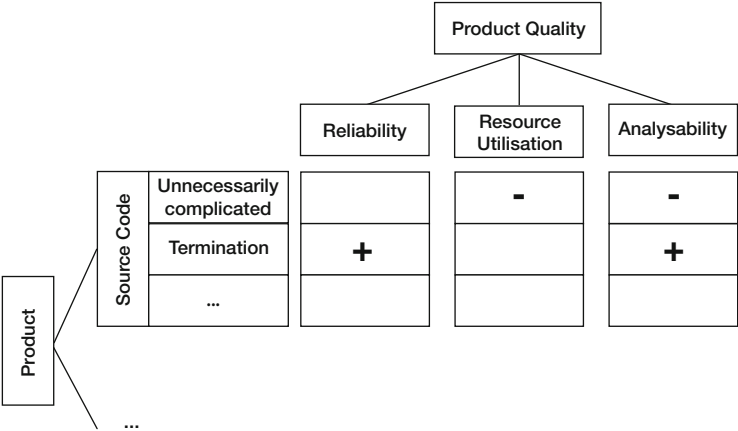 Product Quality
Reliability
Resource
Utilisation
Analysability
Source Code
Unnecessarily
complicated
-
-
Termination
+
+
...
Product
...